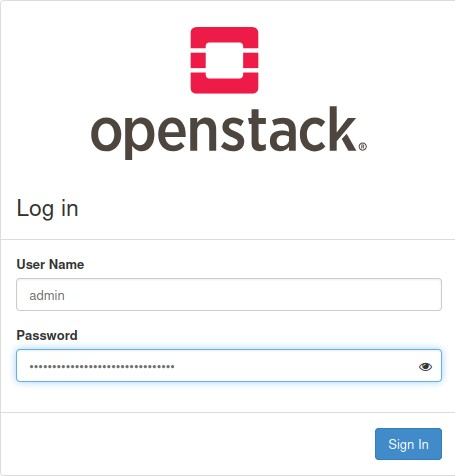 openstack®
Log in
User Name
admin
Password
••••••••••••••••••••••••••••••••
Sign In